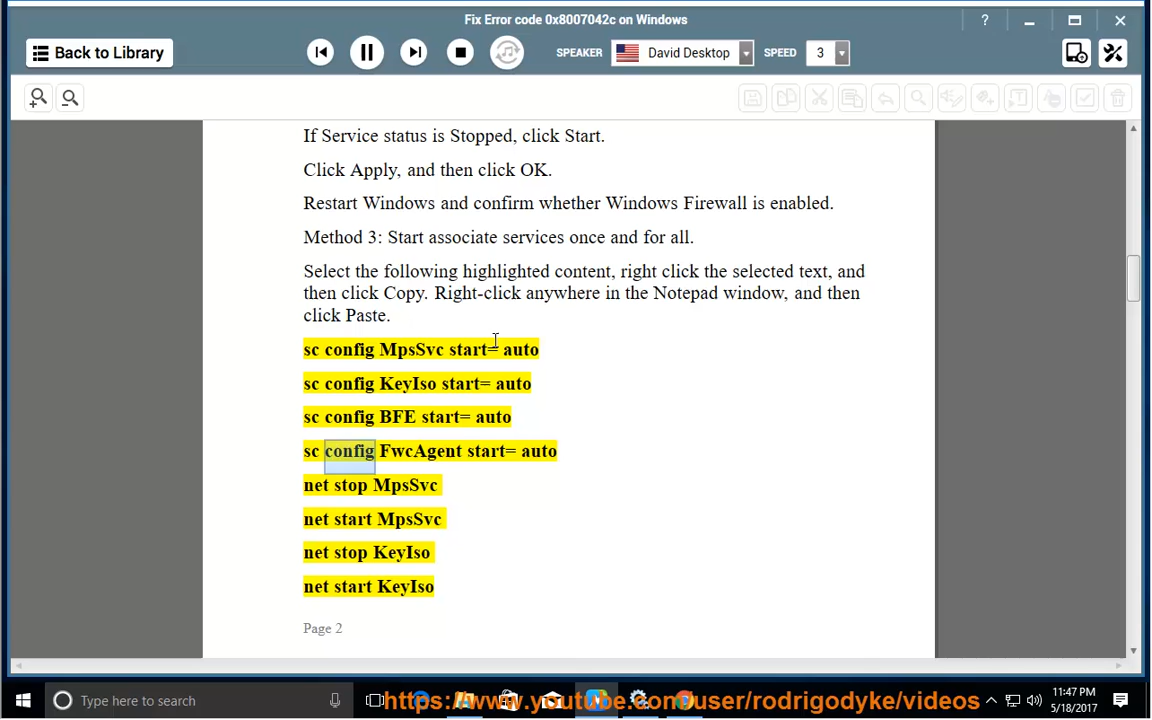 Fix Error code 0x8007042c on Windows
Back to Library
SPEAKER David Desktop SPEED 3
If Service status is Stopped, click Start.
Click Apply, and then click OK.
Restart Windows and confirm whether Windows Firewall is enabled.
Method 3: Start associate services once and for all.
Select the following highlighted content, right click the selected text, and
then click Copy. Right-click anywhere in the Notepad window, and then
click Paste.
sc config MpsSvc start= auto
sc config KeyIso start= auto
sc config BFE start= auto
sc config FwcAgent start= auto
net stop MpsSvc
net start MpsSvc
net stop KeyIso
net start KeyIso
Page 2
Type here to search
https://www.youtube.com/user/rodrigodyke/videos
11:47 PM
5/18/2017